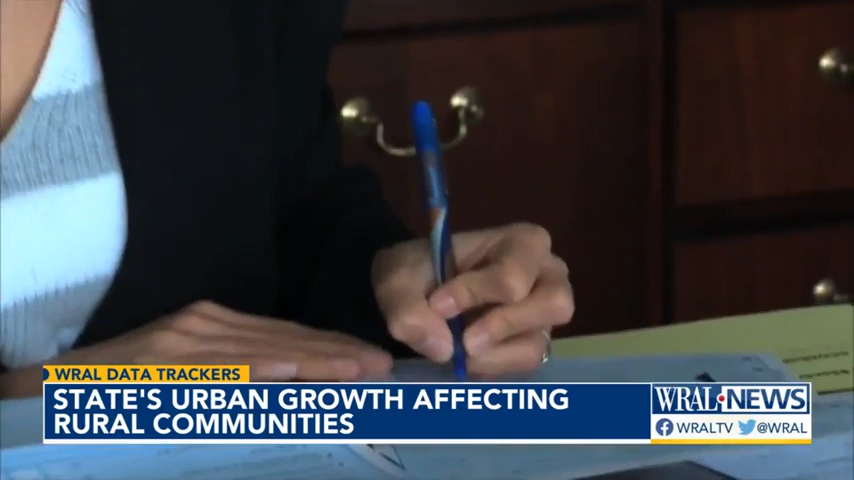 WRAL DATA TRACKERS
STATE'S URBAN GROWTH AFFECTING
RURAL COMMUNITIES
WRAL NEWS
WRALTV @WRAL